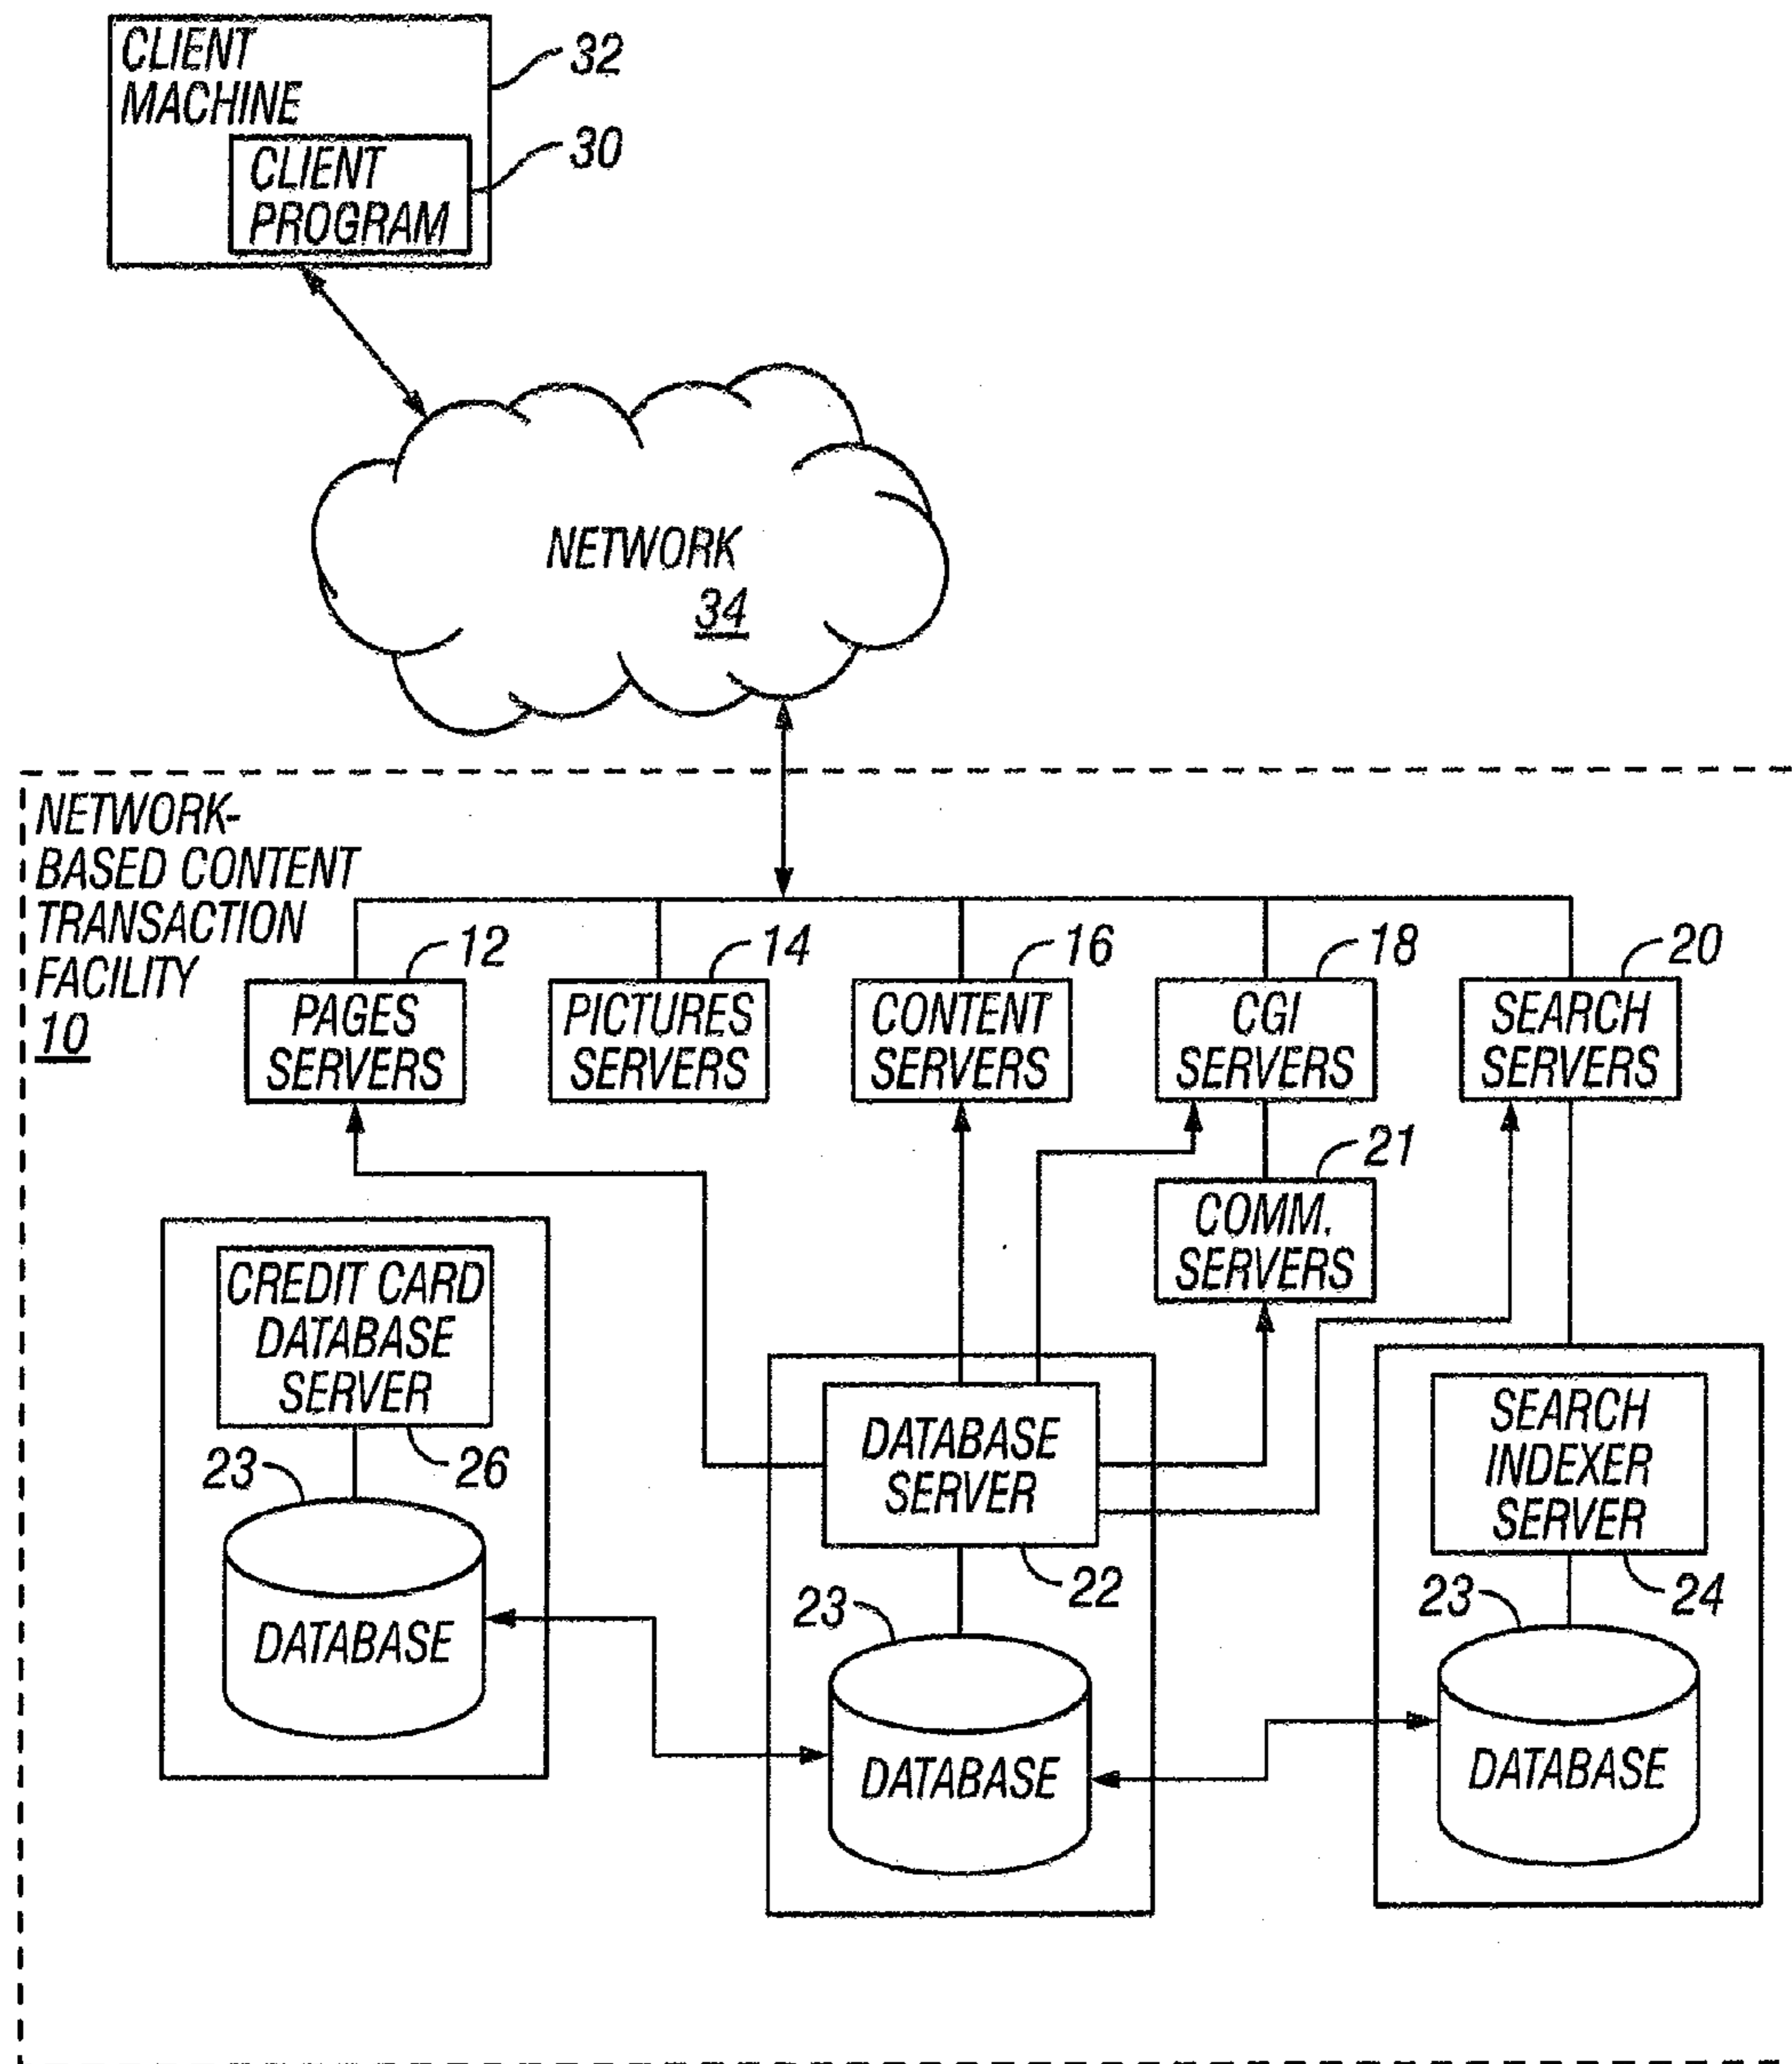 CLIENT
MACHINE
32
CLIENT
PROGRAM
30
NETWORK
34
NETWORK-
BASED CONTENT
TRANSACTION
FACILITY
10
12
14
16
18
20
PAGES
SERVERS
PICTURES
SERVERS
CONTENT
SERVERS
CGI
SERVERS
SEARCH
SERVERS
21
COMM.
SERVERS
CREDIT CARD
DATABASE
SERVER
26
23
DATABASE
DATABASE
SERVER
22
23
DATABASE
SEARCH
INDEXER
SERVER
24
23
DATABASE